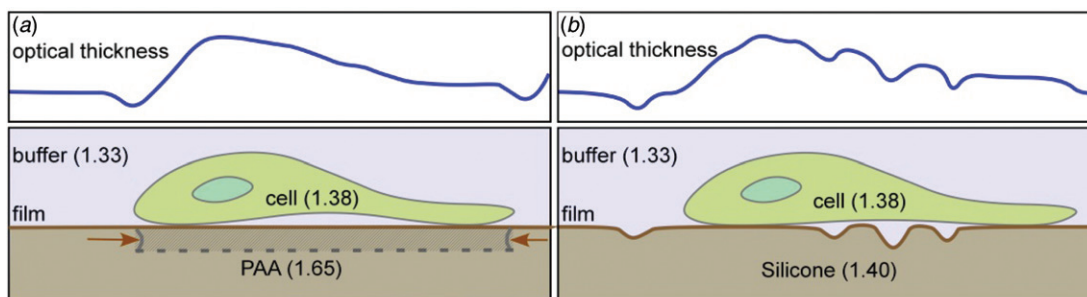 (a)
optical thickness
buffer (1.33)
cell (1.38)
film
PAA (1.65)
(b)
optical thickness
buffer (1.33)
cell (1.38)
film
Silicone (1.40)